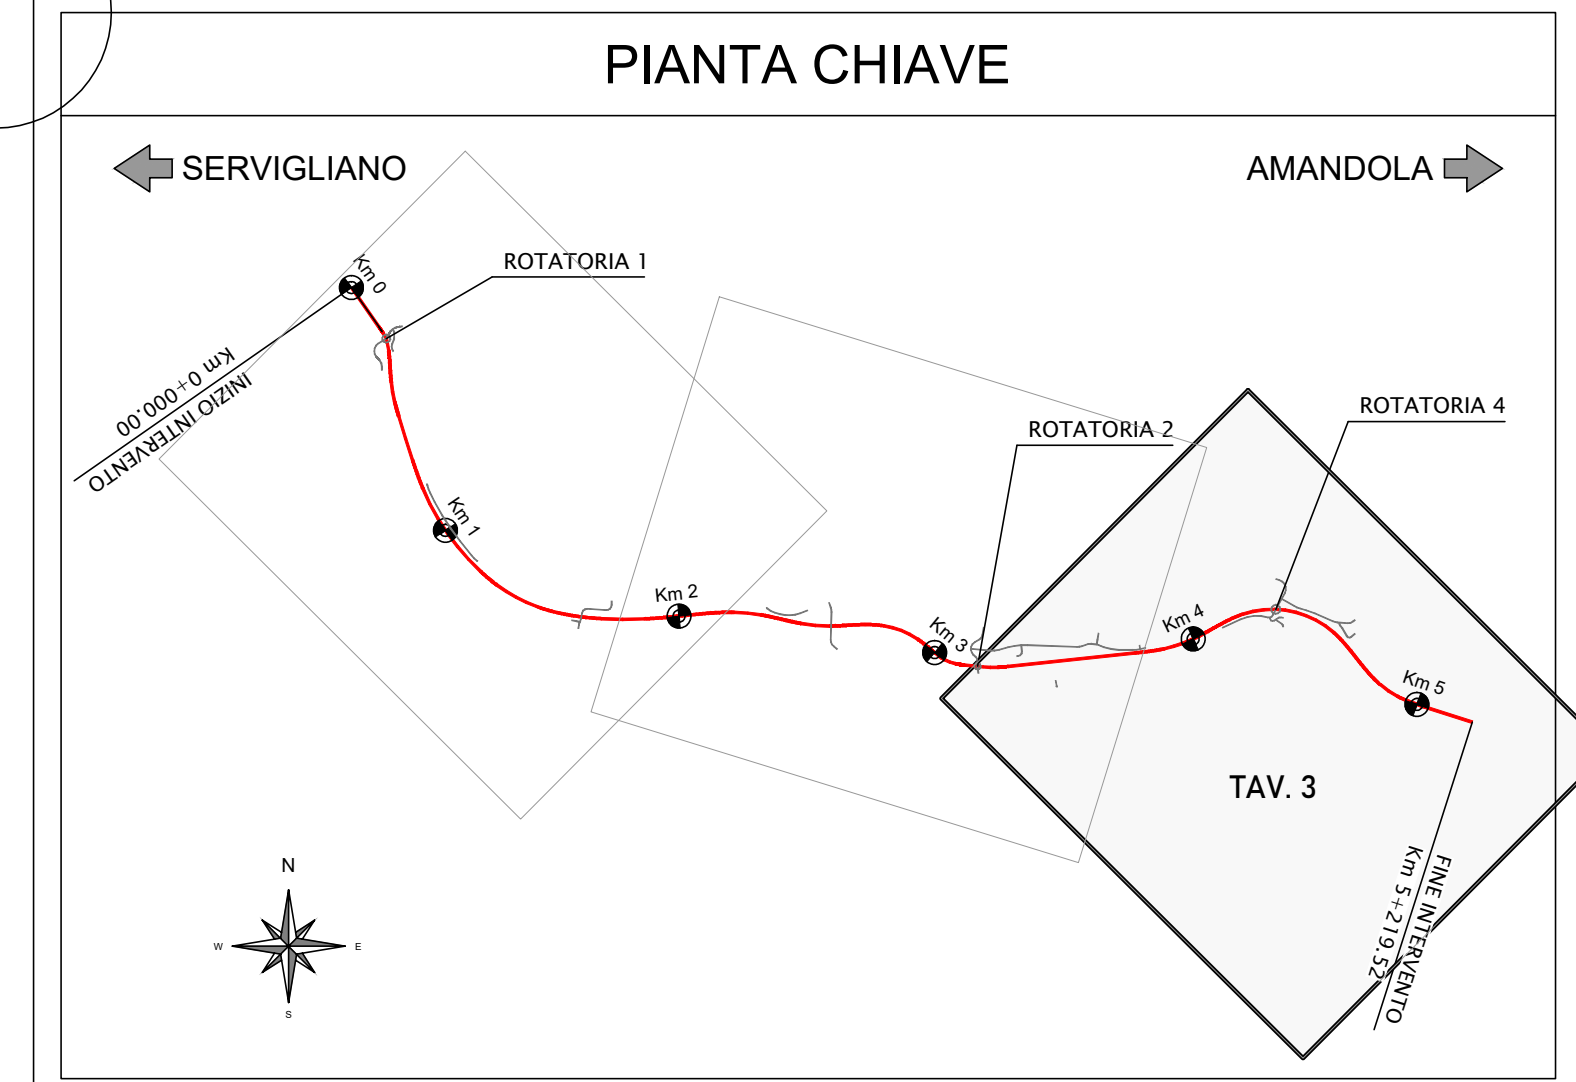 PIANTA CHIAVE
SERVIGLIANO
AMANDOLA
Km 0
ROTATORIA 1
Km 0+000.00
INIZIO INTERVENTO
ROTATORIA 4
ROTATORIA 2
Km 1
Km 2
Km 3
Km 4
Km 5
TAV. 3
FINE INTERVENTO
Km 5+219.52
N
W
E
S